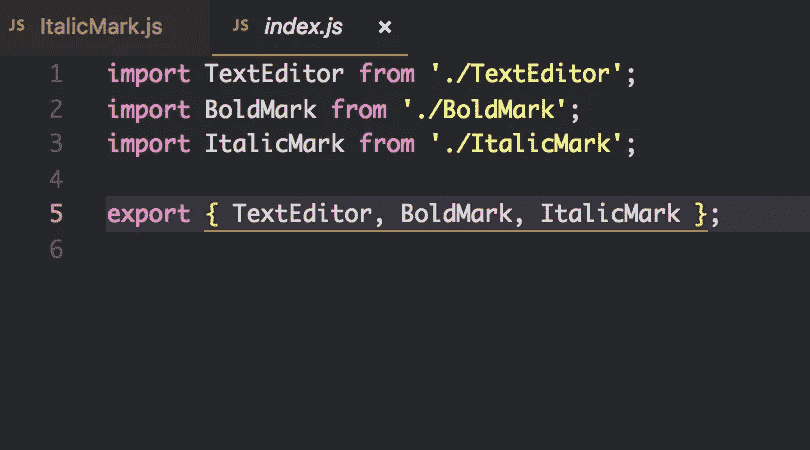 JS ItalicMark.js JS index.js ×
1 import TextEditor from './TextEditor';
2 import BoldMark from './BoldMark';
3 import ItalicMark from './ItalicMark';
4
5 export { TextEditor, BoldMark, ItalicMark };
6